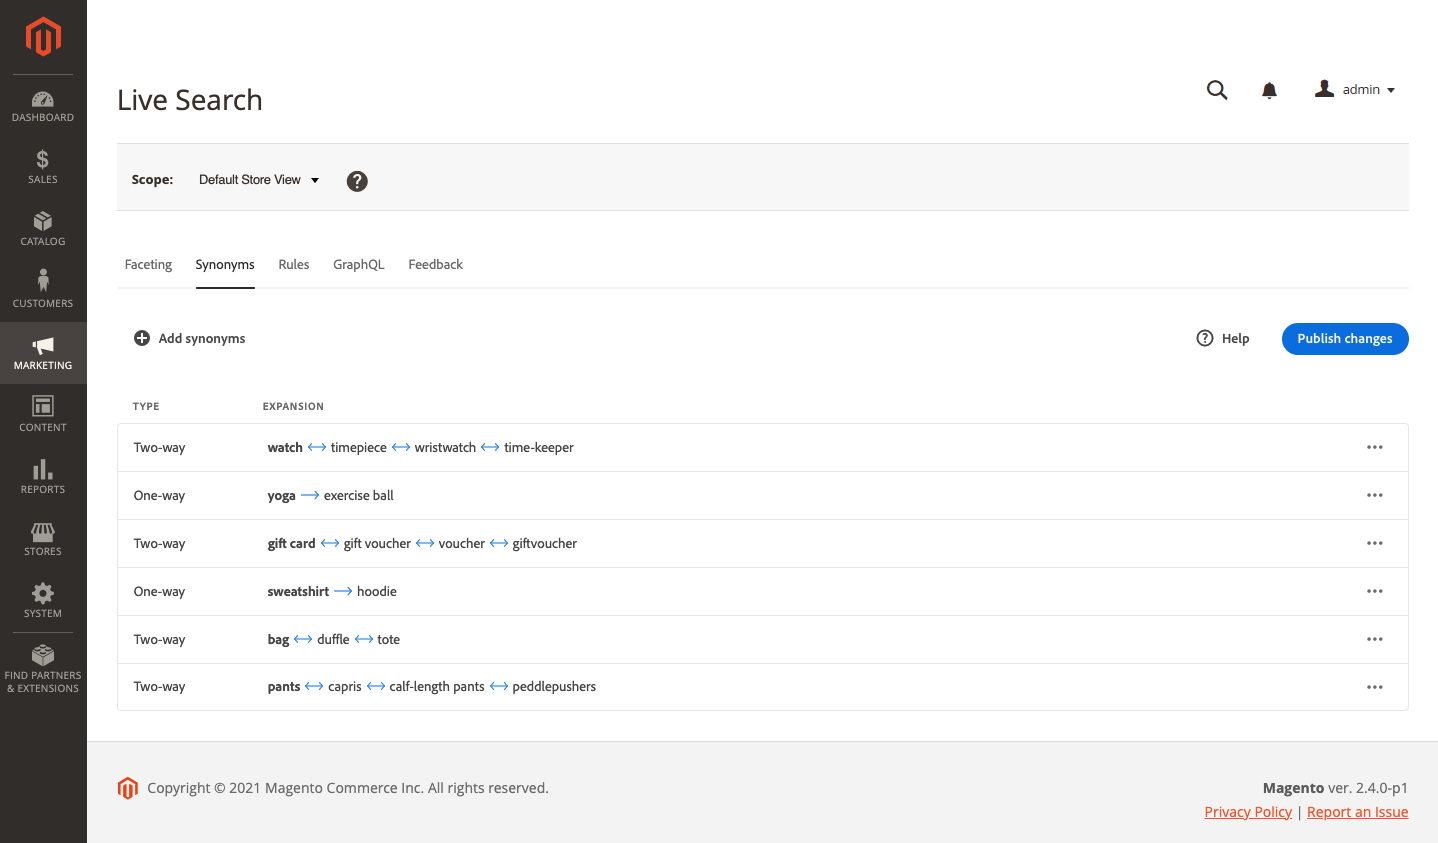 Live Search
admin
Scope: Default Store View ?
DASHBOARD
SALES
CATALOG
CUSTOMERS
MARKETING
CONTENT
REPORTS
STORES
SYSTEM
FIND PARTNERS
& EXTENSIONS
Faceting Synonyms Rules GraphQL Feedback
Add synonyms ? Help Publish changes
TYPE EXPANSION
Two-way watch ↔ timepiece ↔ wristwatch ↔ time-keeper ...
One-way yoga → exercise ball ...
Two-way gift card ↔ gift voucher ↔ voucher ↔ giftvoucher ...
One-way sweatshirt → hoodie ...
Two-way bag ↔ duffle ↔ tote ...
Two-way pants ↔ capris ↔ calf-length pants ↔ peddlepushers ...
Copyright © 2021 Magento Commerce Inc. All rights reserved.
Magento ver. 2.4.0-p1
Privacy Policy | Report an Issue